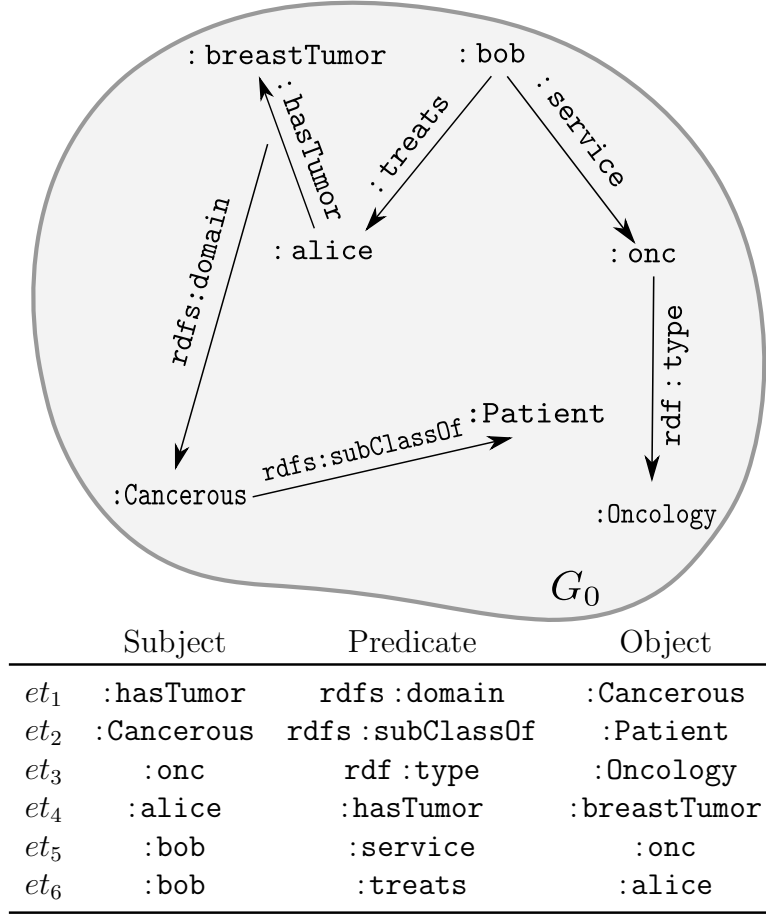 :breastTumor :bob
:hasTumor
:treats
:service
rdfs:domain
:alice :onc
rdf:type
:Patient
rdfs:subClassOf
:Cancerous
:Oncology
G₀
Subject Predicate Object
et₁ :hasTumor rdfs:domain :Cancerous
et₂ :Cancerous rdfs:subClassOf :Patient
et₃ :onc rdf:type :Oncology
et₄ :alice :hasTumor :breastTumor
et₅ :bob :service :onc
et₆ :bob :treats :alice